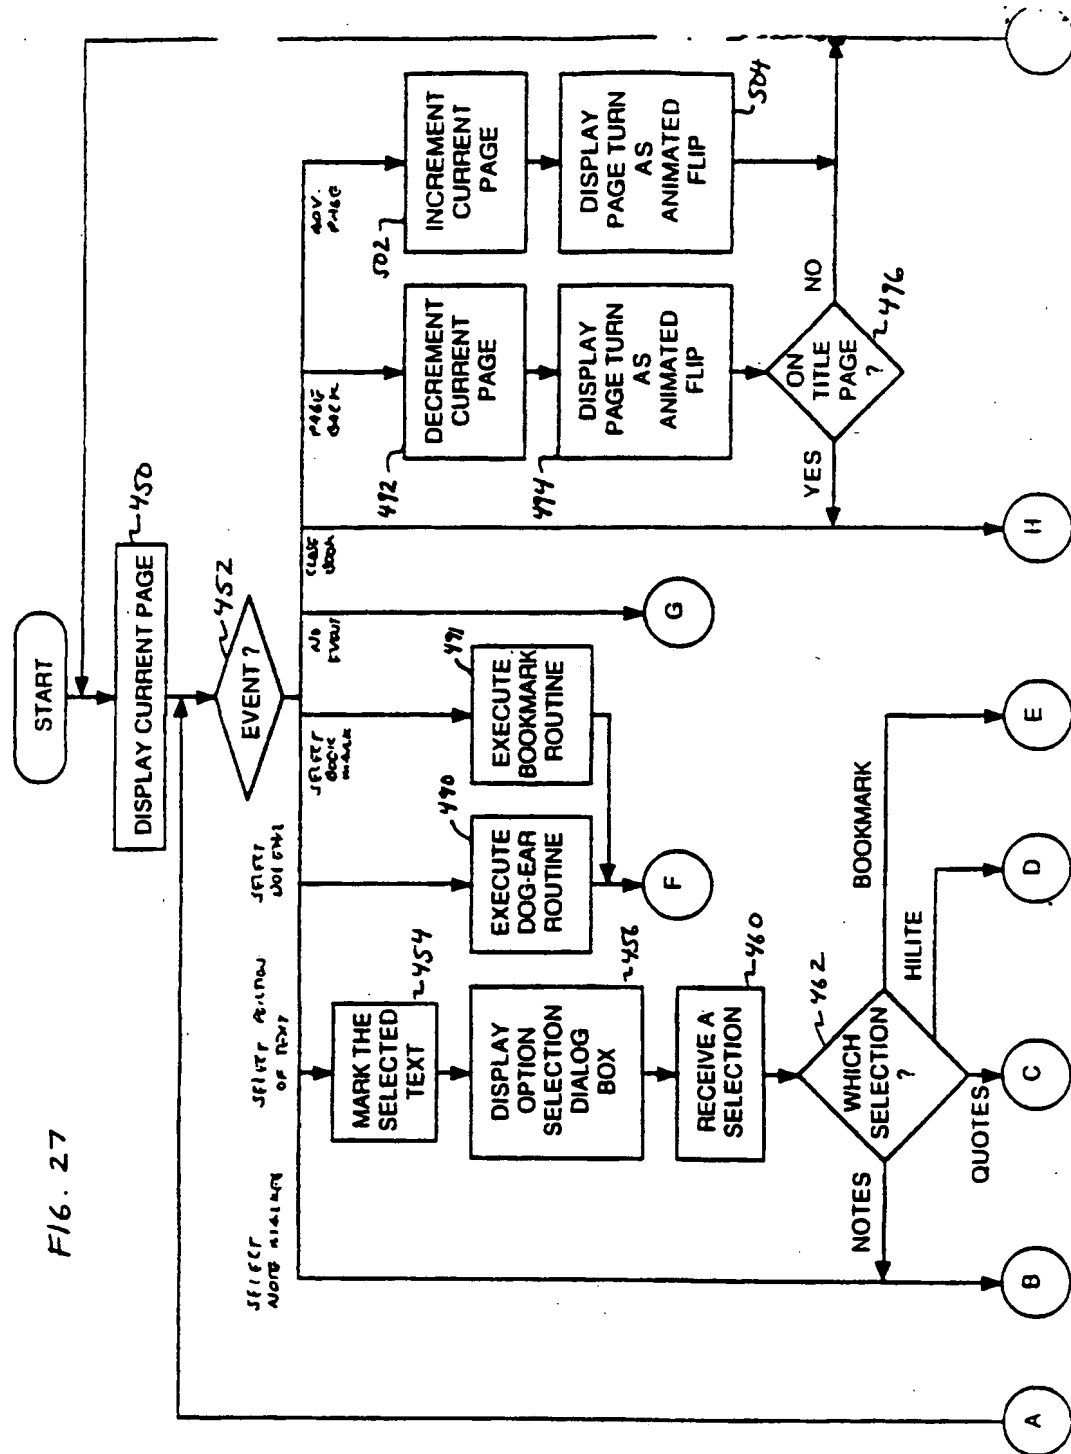 FIG. 27
START
DISPLAY CURRENT PAGE
450
EVENT?
452
SELECT
NOTE
SELECT PORTION
OF TEXT
SELECT
SELECT
BOOK
MARK
NO
EVENT
CLOSE
BOOK
PAGE
BACK
ADV.
PAGE
MARK THE
SELECTED
TEXT
454
DISPLAY
OPTION
SELECTION
DIALOG
BOX
456
RECEIVE A
SELECTION
460
WHICH
SELECTION
?
462
NOTES
QUOTES
HILITE
BOOKMARK
490
EXECUTE
DOG-EAR
ROUTINE
491
EXECUTE
BOOKMARK
ROUTINE
492
DECREMENT
CURRENT
PAGE
494
DISPLAY
PAGE TURN
AS
ANIMATED
FLIP
ON
TITLE
PAGE
?
496
YES
NO
502
INCREMENT
CURRENT
PAGE
DISPLAY
PAGE TURN
AS
ANIMATED
FLIP
504
F
G
A
B
C
D
E
H